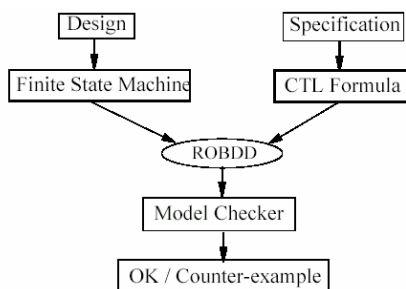 Design
Specification
Finite State Machine
CTL Formula
ROBDD
Model Checker
OK / Counter-example